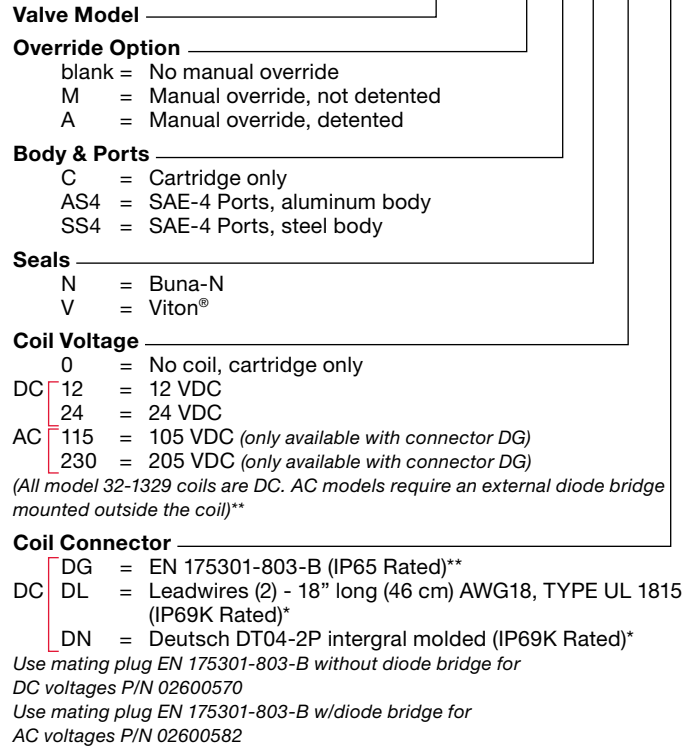 Valve Model
Override Option
blank = No manual override
M = Manual override, not detented
A = Manual override, detented
Body & Ports
C = Cartridge only
AS4 = SAE-4 Ports, aluminum body
SS4 = SAE-4 Ports, steel body
Seals
N = Buna-N
V = Viton®
Coil Voltage
0 = No coil, cartridge only
DC 12 = 12 VDC
24 = 24 VDC
AC 115 = 105 VDC (only available with connector DG)
230 = 205 VDC (only available with connector DG)
(All model 32-1329 coils are DC. AC models require an external diode bridge
mounted outside the coil)**
Coil Connector
DG = EN 175301-803-B (IP65 Rated)**
DC DL = Leadwires (2) - 18” long (46 cm) AWG18, TYPE UL 1815
(IP69K Rated)*
DN = Deutsch DT04-2P intergral molded (IP69K Rated)*
Use mating plug EN 175301-803-B without diode bridge for
DC voltages P/N 02600570
Use mating plug EN 175301-803-B w/diode bridge for
AC voltages P/N 02600582